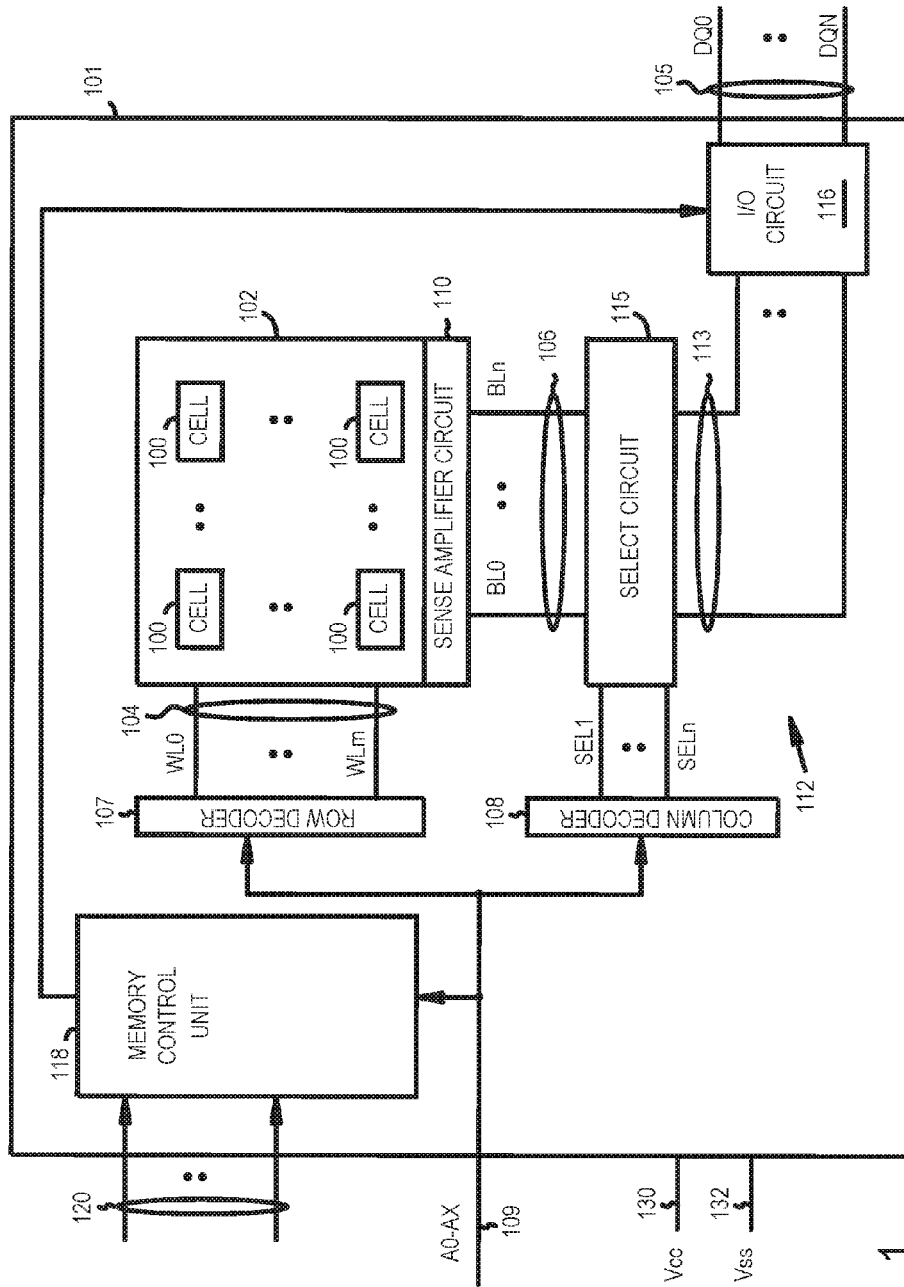 101
120
118
MEMORY
CONTROL
UNIT
A0-AX
109
Vcc
130
Vss
132
107
ROW DECODER
WL0
WLm
104
102
100
CELL
100
CELL
100
CELL
100
CELL
110
SENSE AMPLIFIER CIRCUIT
BL0
BLn
106
108
COLUMN DECODER
SEL1
SELn
112
115
SELECT CIRCUIT
113
I/O
CIRCUIT
116
105
DQ0
DQN
1